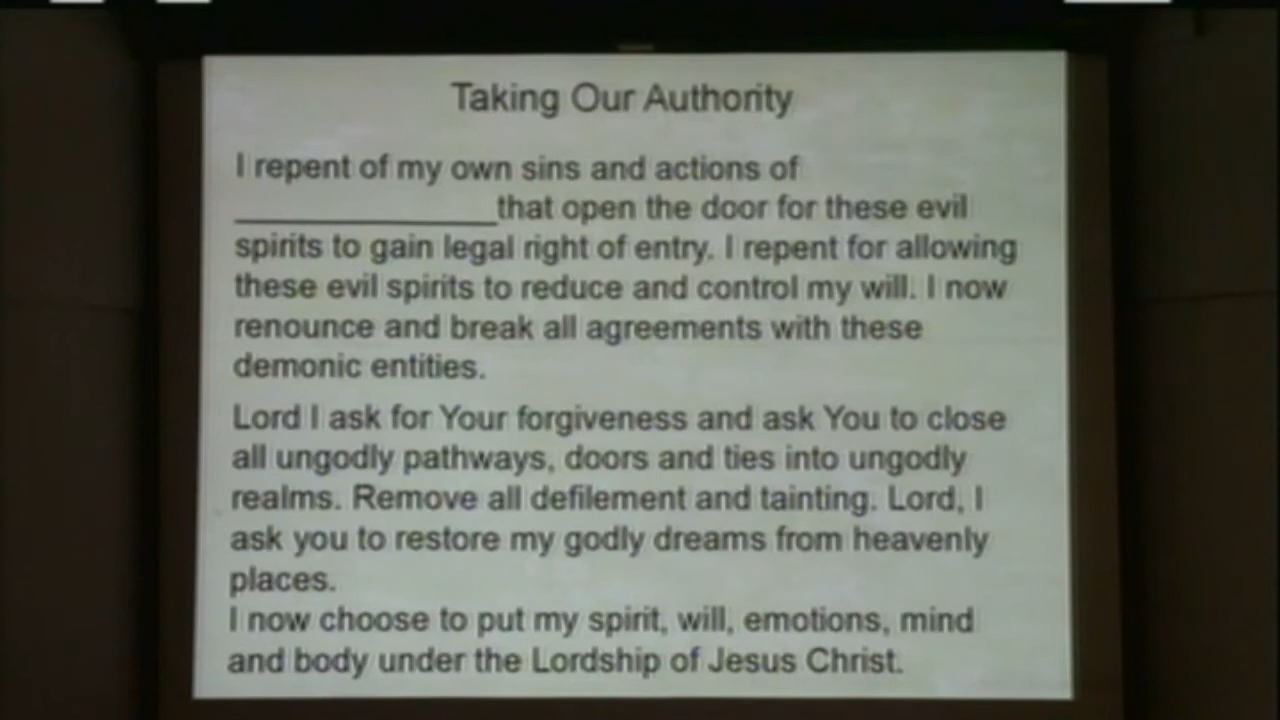 Taking Our Authority
I repent of my own sins and actions of
________________that open the door for these evil
spirits to gain legal right of entry. I repent for allowing
these evil spirits to reduce and control my will. I now
renounce and break all agreements with these
demonic entities.
Lord I ask for Your forgiveness and ask You to close
all ungodly pathways, doors and ties into ungodly
realms. Remove all defilement and tainting. Lord, I
ask you to restore my godly dreams from heavenly
places.
I now choose to put my spirit, will, emotions, mind
and body under the Lordship of Jesus Christ.